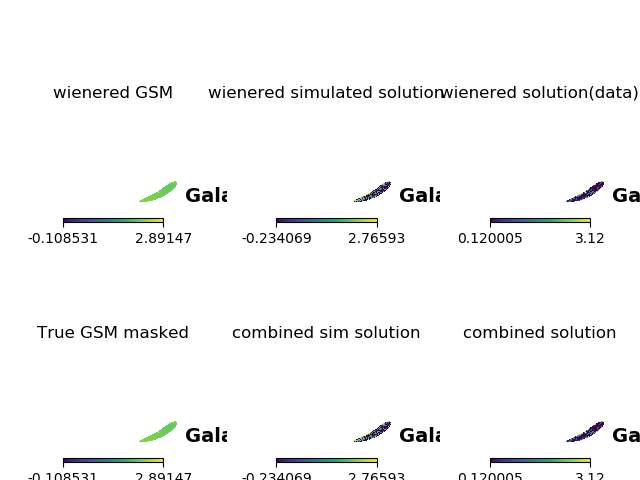 wienered GSM
wienered simulated solution
wienered solution(data)
Gala
Gala
Ga
-0.108531 2.89147
-0.234069 2.76593
0.120005 3.12
True GSM masked
combined sim solution
combined solution
Gala
Gala
Ga
-0.108531 2.89147
-0.234069 2.76593
0.120005 3.12